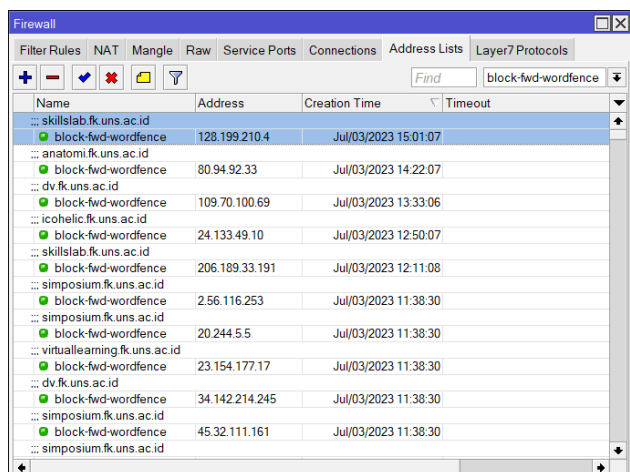 Firewall
Filter Rules NAT Mangle Raw Service Ports Connections Address Lists Layer7 Protocols
Find block-fwd-wordfence
Name Address Creation Time Timeout
;;; skillslab.fk.uns.ac.id
block-fwd-wordfence 128.199.210.4 Jul/03/2023 15:01:07
;;; anatomi.fk.uns.ac.id
block-fwd-wordfence 80.94.92.33 Jul/03/2023 14:22:07
;;; dv.fk.uns.ac.id
block-fwd-wordfence 109.70.100.69 Jul/03/2023 13:33:06
;;; icohelic.fk.uns.ac.id
block-fwd-wordfence 24.133.49.10 Jul/03/2023 12:50:07
;;; skillslab.fk.uns.ac.id
block-fwd-wordfence 206.189.33.191 Jul/03/2023 12:11:08
;;; simposium.fk.uns.ac.id
block-fwd-wordfence 2.56.116.253 Jul/03/2023 11:38:30
;;; simposium.fk.uns.ac.id
block-fwd-wordfence 20.244.5.5 Jul/03/2023 11:38:30
;;; virtuallearning.fk.uns.ac.id
block-fwd-wordfence 23.154.177.17 Jul/03/2023 11:38:30
;;; dv.fk.uns.ac.id
block-fwd-wordfence 34.142.214.245 Jul/03/2023 11:38:30
;;; simposium.fk.uns.ac.id
block-fwd-wordfence 45.32.111.161 Jul/03/2023 11:38:30
;;; simposium.fk.uns.ac.id